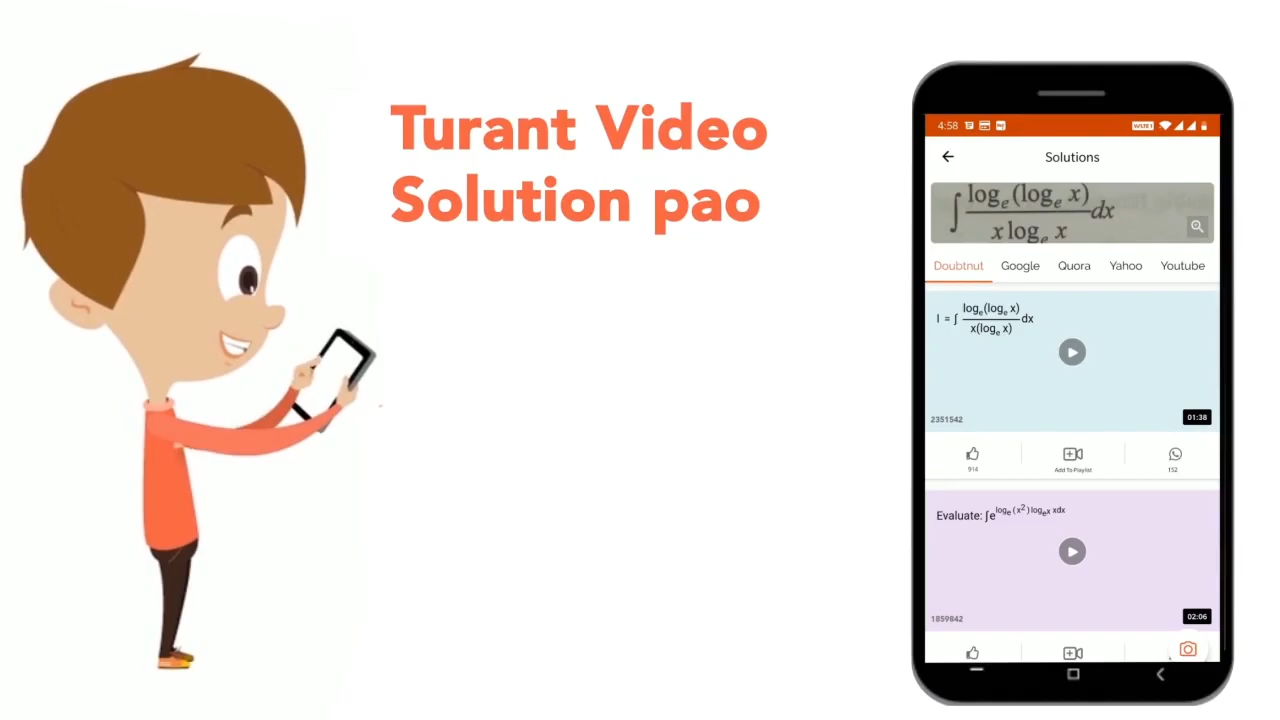 Turant Video
Solution pao
4:58
Solutions
∫ logₑ(logₑ x) / x logₑ x dx
Doubtnut Google Quora Yahoo Youtube
I = ∫ logₑ(logₑ x) / x(logₑ x) dx
2351542 01:38
914 Add To Playlist 152
Evaluate: ∫e^logₑ(x²)logₑx xdx
1859842 02:06